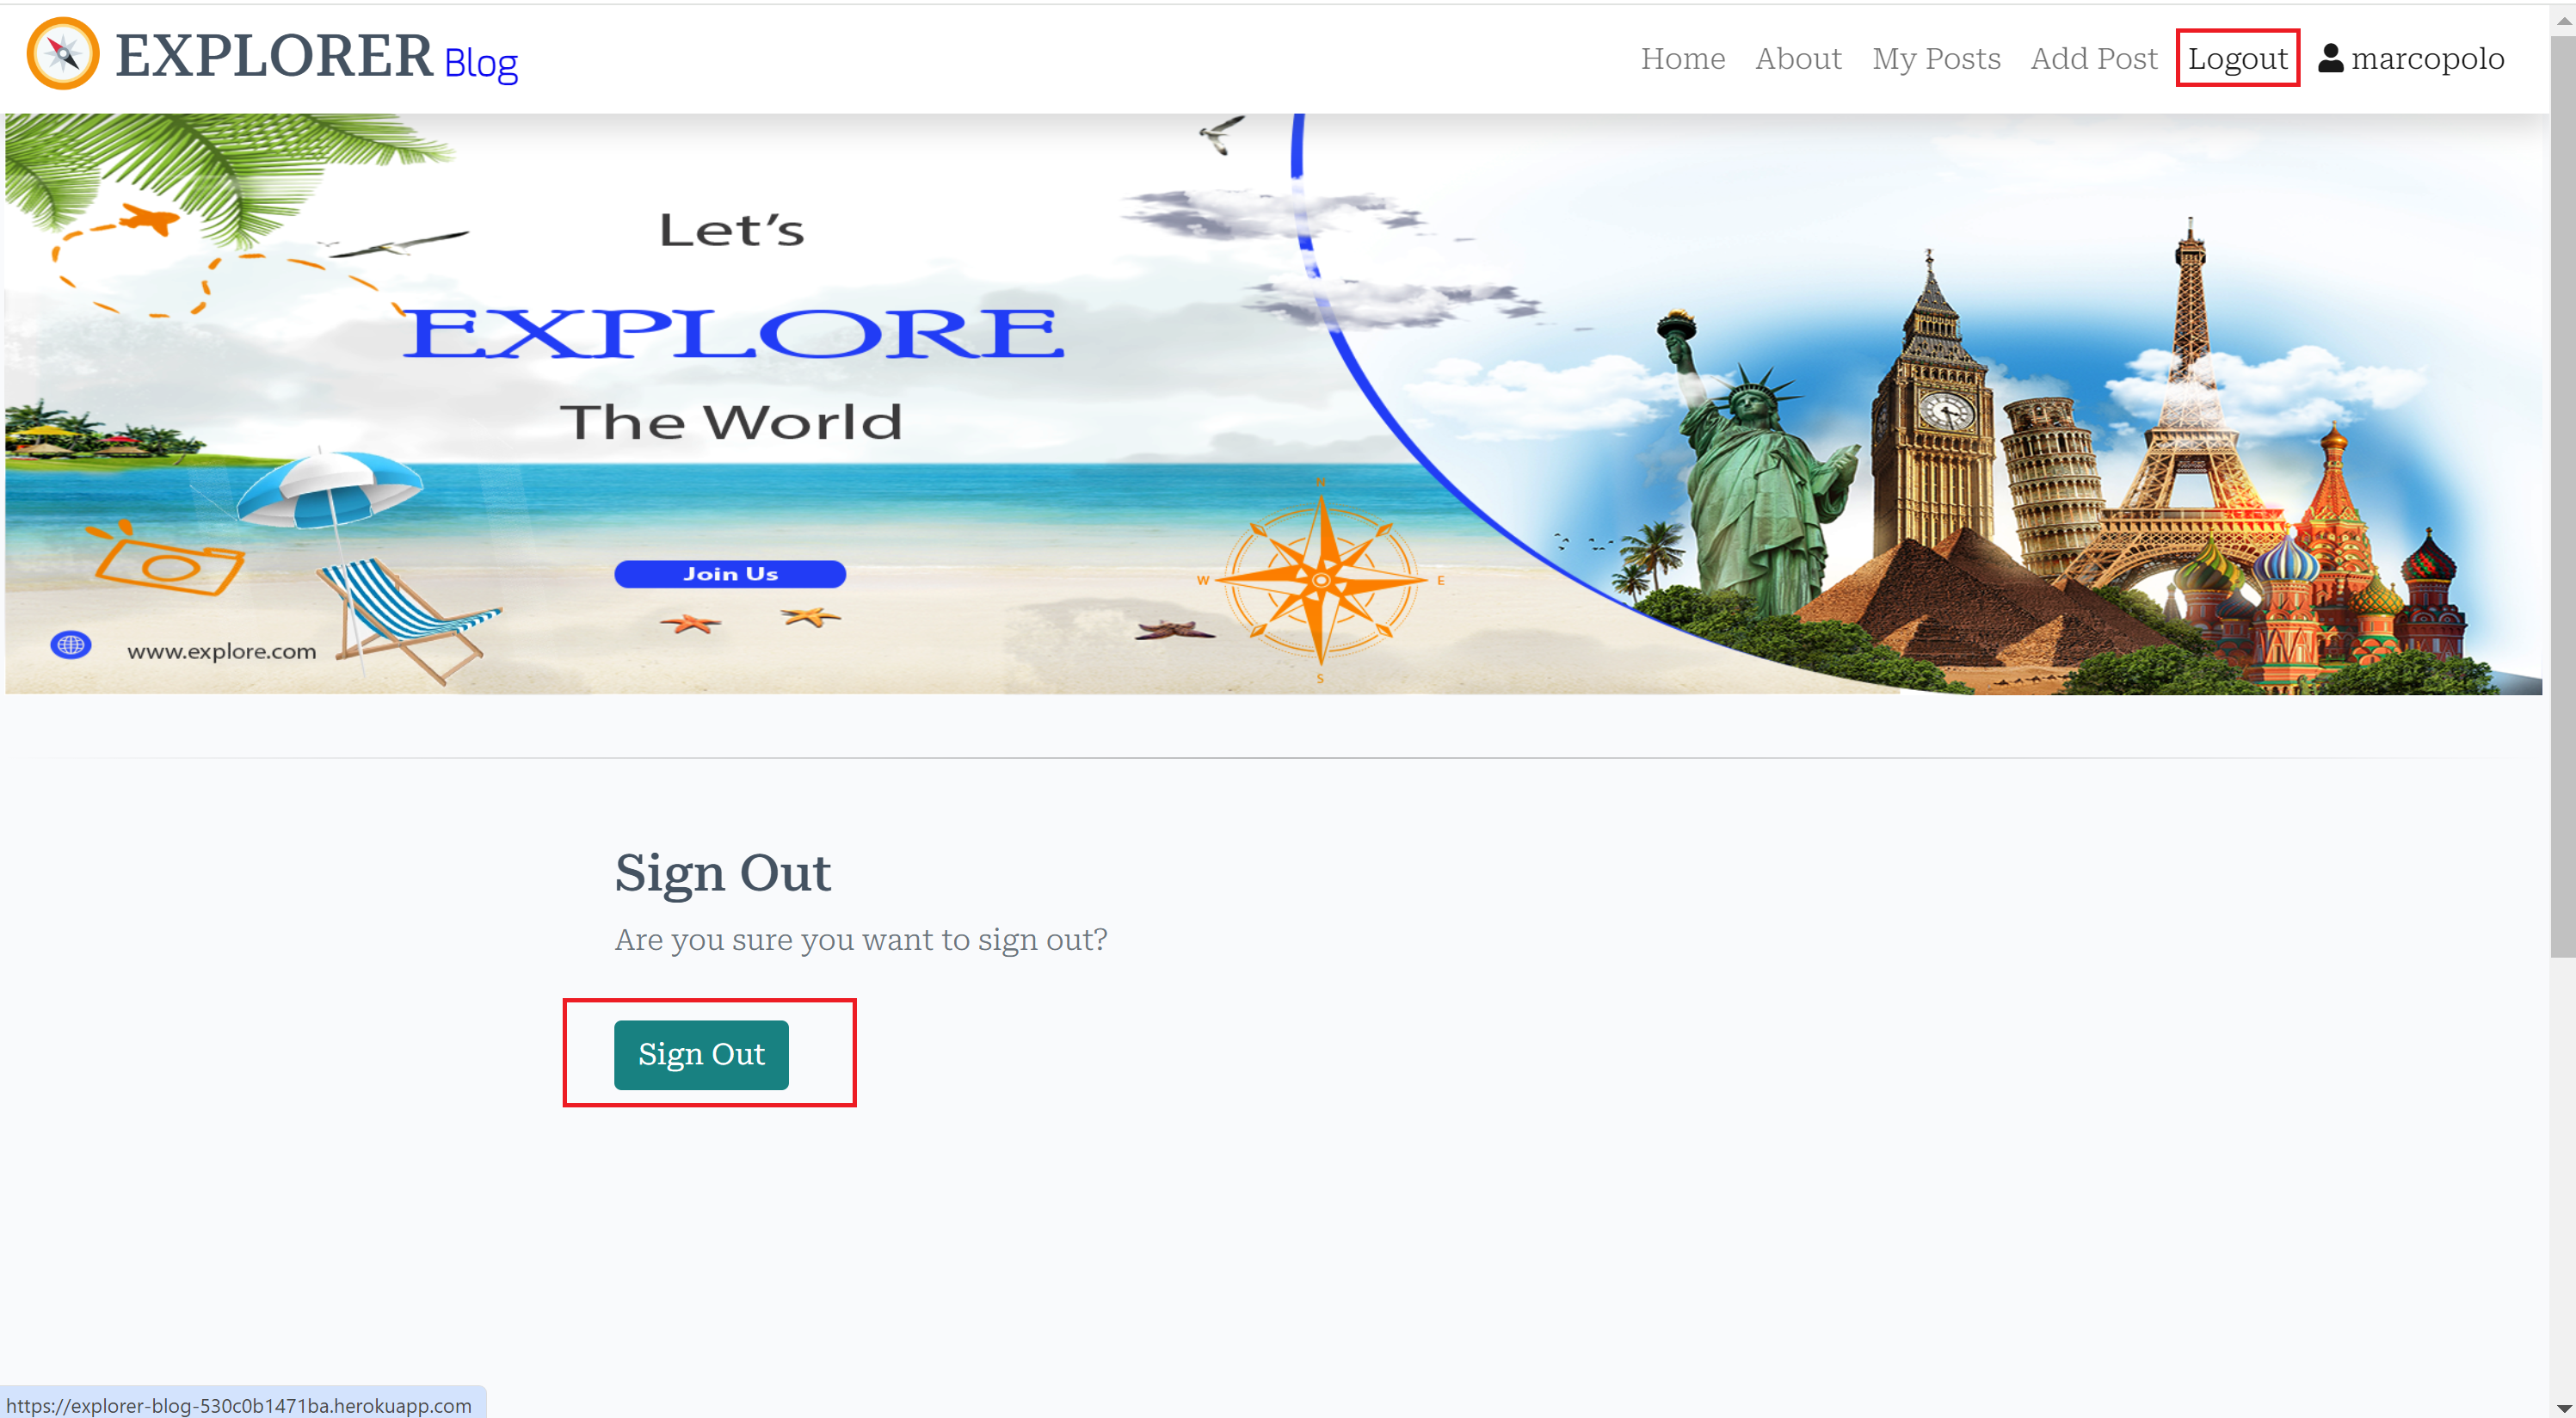 EXPLORER Blog
Home About My Posts Add Post Logout marcopolo
Let's
EXPLORE
The World
N
W E
S
Join Us
www.explore.com
Sign Out
Are you sure you want to sign out?
Sign Out
https://explorer-blog-530c0b1471ba.herokuapp.com